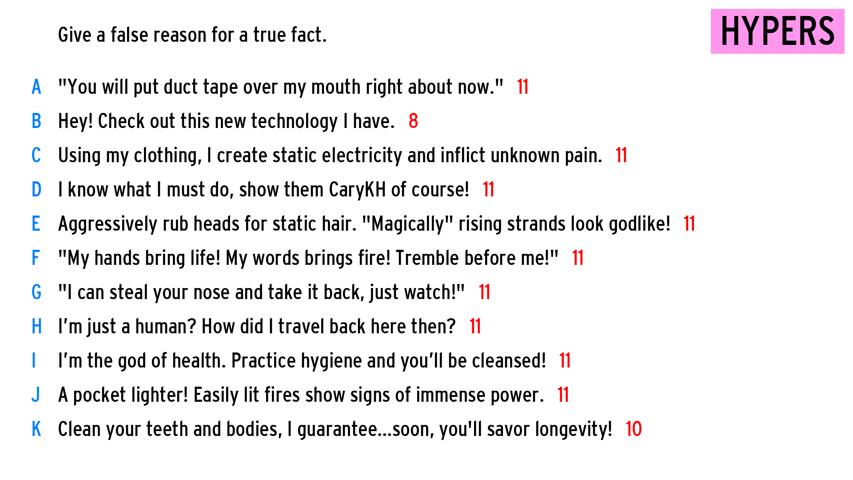 Give a false reason for a true fact.
HYPERS
A "You will put duct tape over my mouth right about now." 11
B Hey! Check out this new technology I have. 8
C Using my clothing, I create static electricity and inflict unknown pain. 11
D I know what I must do, show them CaryKH of course! 11
E Aggressively rub heads for static hair. "Magically" rising strands look godlike! 11
F "My hands bring life! My words brings fire! Tremble before me!" 11
G "I can steal your nose and take it back, just watch!" 11
H I'm just a human? How did I travel back here then? 11
I I'm the god of health. Practice hygiene and you'll be cleansed! 11
J A pocket lighter! Easily lit fires show signs of immense power. 11
K Clean your teeth and bodies, I guarantee...soon, you'll savor longevity! 10